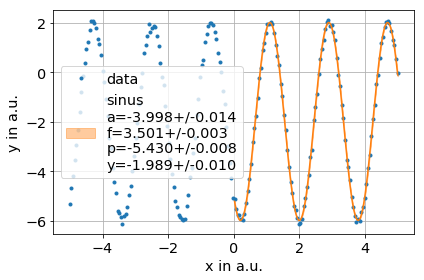 2
0
−2
−4
−6
y in a.u.
data
sinus
a=-3.998+/-0.014
f=3.501+/-0.003
p=-5.430+/-0.008
y=-1.989+/-0.010
−4 −2 0 2 4
x in a.u.